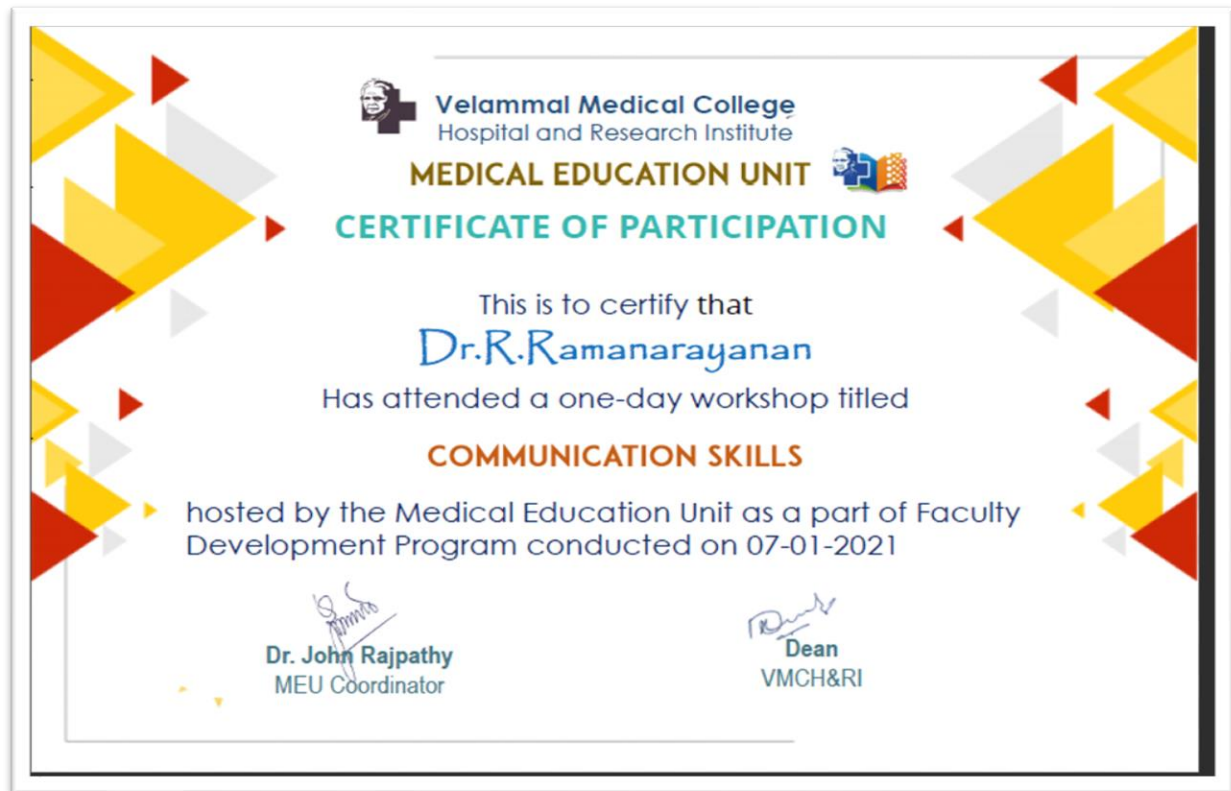 Velammal Medical College
Hospital and Research Institute
MEDICAL EDUCATION UNIT
CERTIFICATE OF PARTICIPATION
This is to certify that
Dr.R.Ramanarayanan
Has attended a one-day workshop titled
COMMUNICATION SKILLS
hosted by the Medical Education Unit as a part of Faculty
Development Program conducted on 07-01-2021
Dr. John Rajpathy
MEU Coordinator
Dean
VMCH&RI